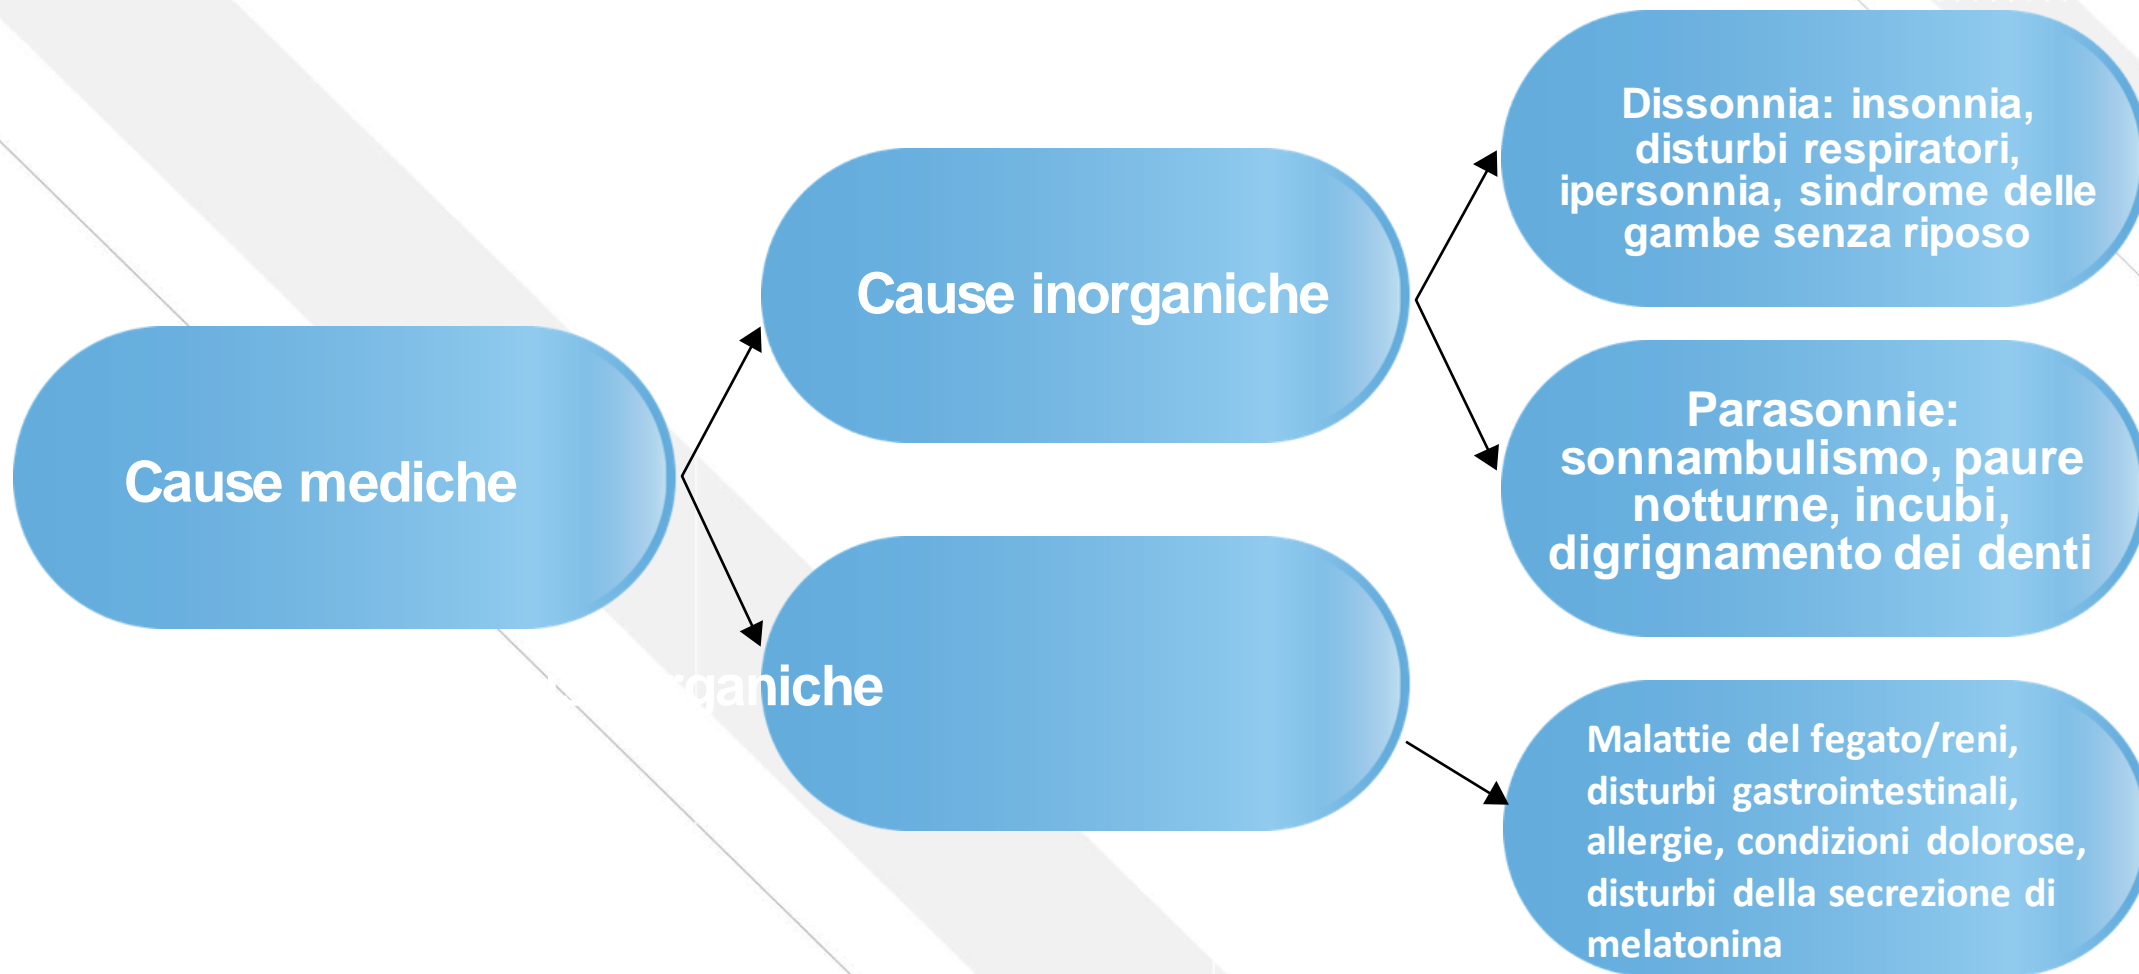 Cause mediche
Cause inorganiche
organiche
Dissonnia: insonnia,
disturbi respiratori,
ipersonnia, sindrome delle
gambe senza riposo
Parasonnie:
sonnambulismo, paure
notturne, incubi,
digrignamento dei denti
Malattie del fegato/reni,
disturbi gastrointestinali,
allergie, condizioni dolorose,
disturbi della secrezione di
melatonina